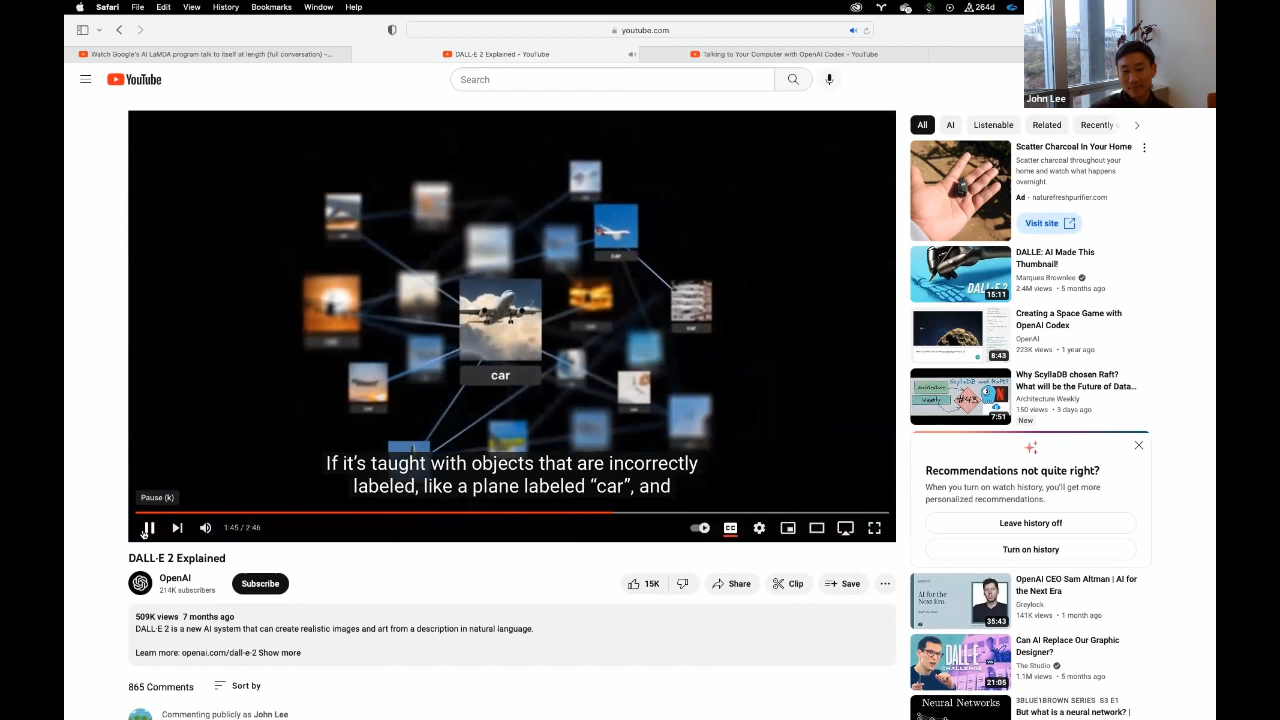 Safari File Edit View History Bookmarks Window Help
264d
youtube.com
Watch Google's AI LaMDA program talk to itself at length (full conversation) -...
DALL·E 2 Explained - YouTube
Talking to Your Computer with OpenAI Codex - YouTube
YouTube
Search
John Lee
All
AI
Listenable
Related
Recently
car
car
If it's taught with objects that are incorrectly
labeled, like a plane labeled “car”, and
Pause (k)
1:45 / 2:46
CC
DALL·E 2 Explained
OpenAI
214K subscribers
Subscribe
15K
Share
Clip
Save
509K views 7 months ago
DALL·E 2 is a new AI system that can create realistic images and art from a description in natural language.
Learn more: openai.com/dall-e-2 Show more
865 Comments
Sort by
Commenting publicly as John Lee
Scatter Charcoal In Your Home
Scatter charcoal throughout your
home and watch what happens
overnight.
Ad · naturefreshpurifier.com
Visit site
15:11
DALLE: AI Made This
Thumbnail!
Marques Brownlee
2.4M views • 5 months ago
8:43
Creating a Space Game with
OpenAI Codex
OpenAI
223K views • 1 year ago
#43
7:51
Why ScyllaDB chosen Raft?
What will be the Future of Data...
Architecture Weekly
150 views • 3 days ago
New
Recommendations not quite right?
When you turn on watch history, you'll get more
personalized recommendations.
Leave history off
Turn on history
AI for the
Next Era
35:43
OpenAI CEO Sam Altman | AI for
the Next Era
Greylock
141K views • 1 month ago
DALL·E
CHALLENGE
21:05
Can AI Replace Our Graphic
Designer?
The Studio
1.1M views • 5 months ago
Neural Networks
3BLUE1BROWN SERIES S3 E1
But what is a neural network? |